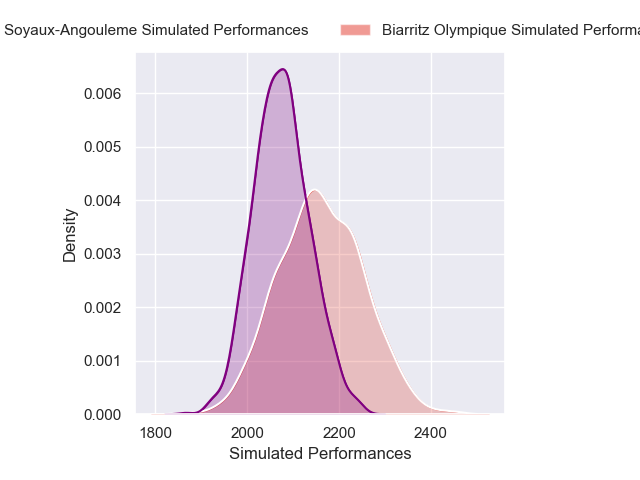 Soyaux-Angouleme Simulated Performances Biarritz Olympique Simulated
0.006
0.005
0.004
0.003
0.002
0.001
0.000
Density
1800 2000 2200 2400
Simulated Performances